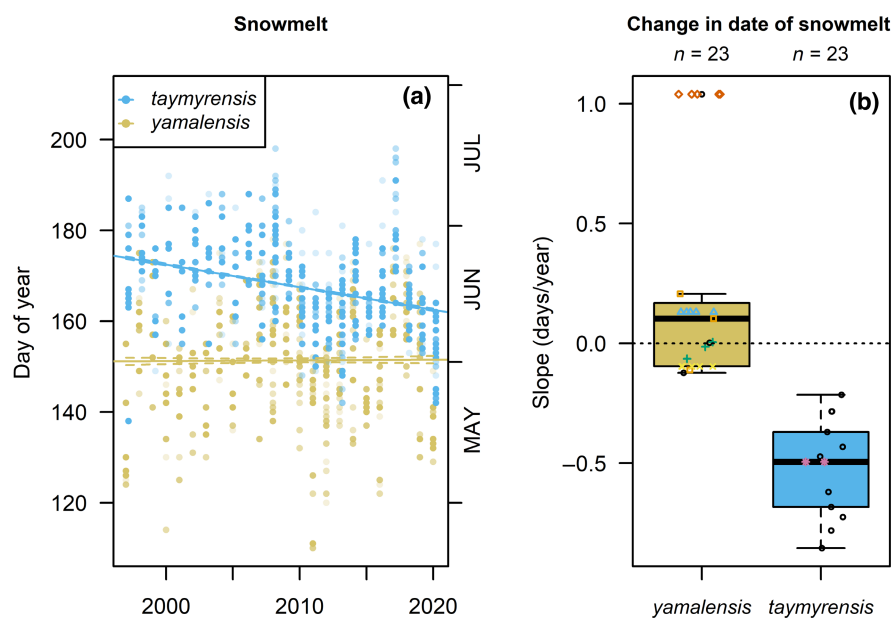 Snowmelt
(a)
taymyrensis
yamalensis
Day of year
200
180
160
140
120
2000
2010
2020
JUL
JUN
MAY
Change in date of snowmelt
n = 23
n = 23
(b)
Slope (days/year)
1.0
0.5
0.0
−0.5
yamalensis
taymyrensis